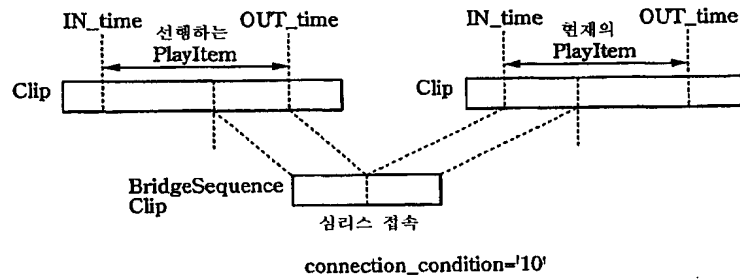 IN_time
선행하는
PlayItem
OUT_time
Clip
IN_time
현재의
PlayItem
OUT_time
Clip
BridgeSequence
Clip
심리스 접속
connection_condition='10'